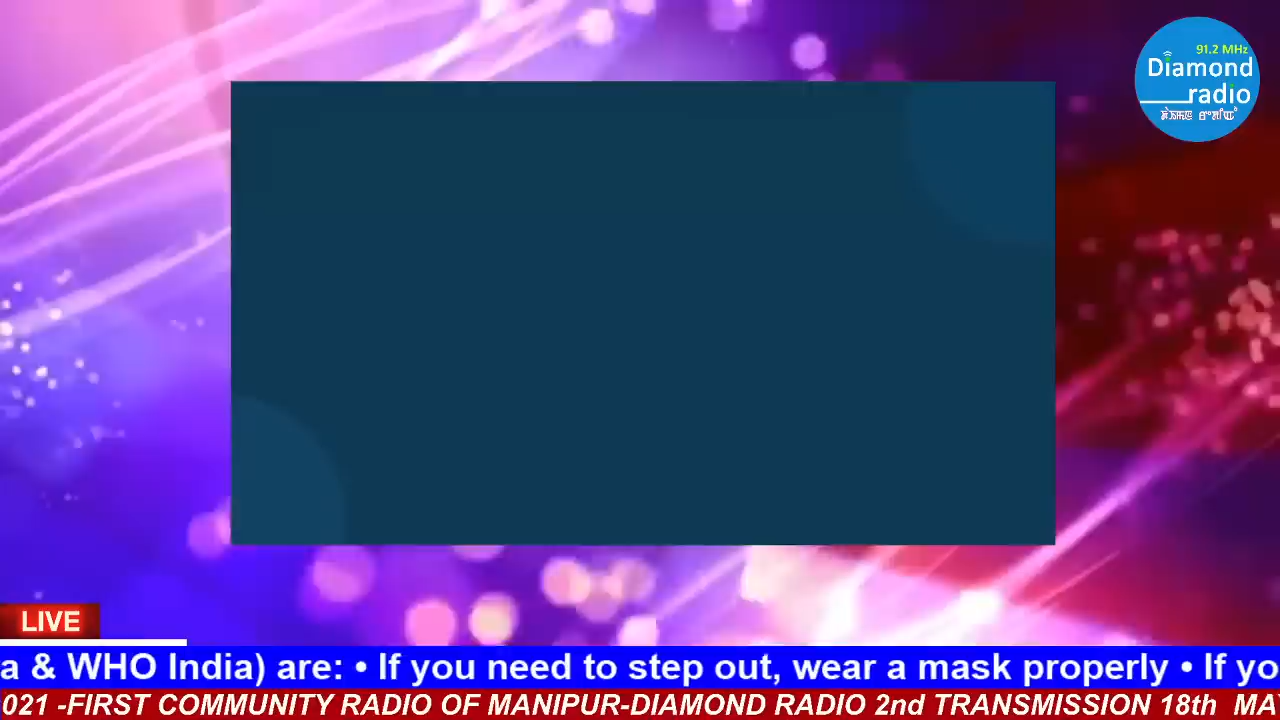 91.2 MHz
Diamond
radio
LIVE
a & WHO India) are: • If you need to step out, wear a mask properly • If yo
021 -FIRST COMMUNITY RADIO OF MANIPUR-DIAMOND RADIO 2nd TRANSMISSION 18th MAY